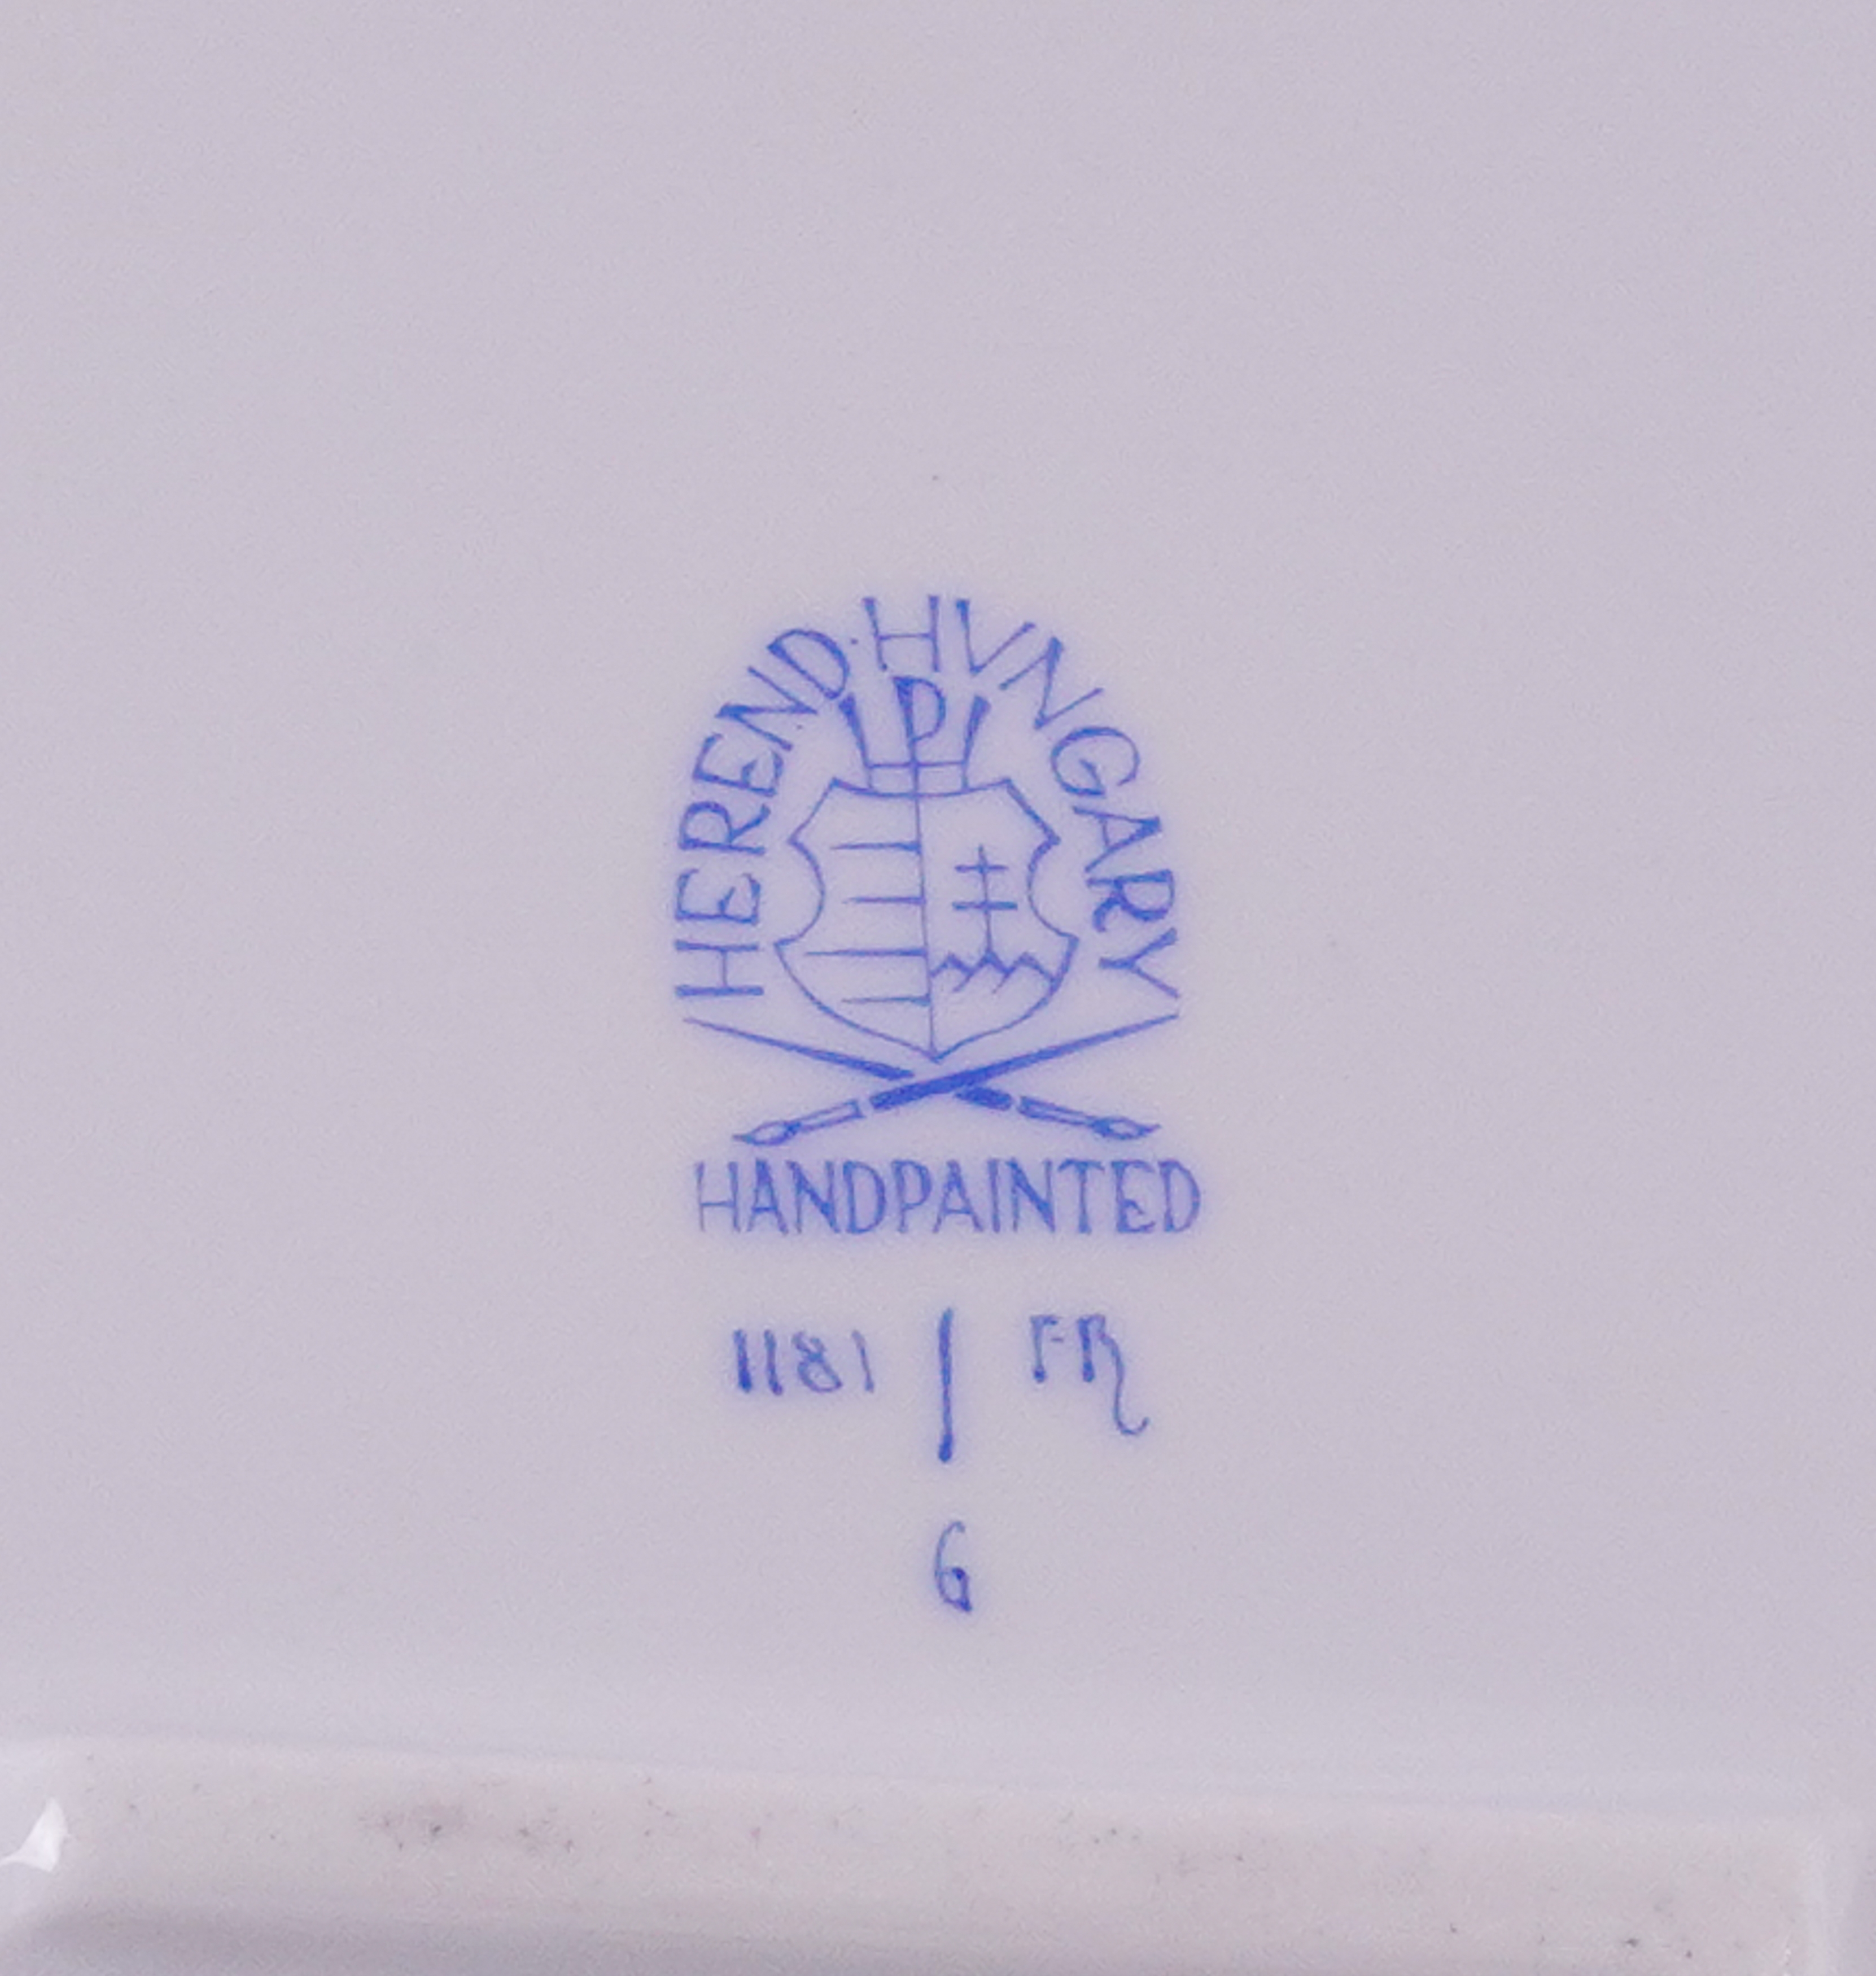 HEREND HVNGARY
HANDPAINTED
1181 | FR
6